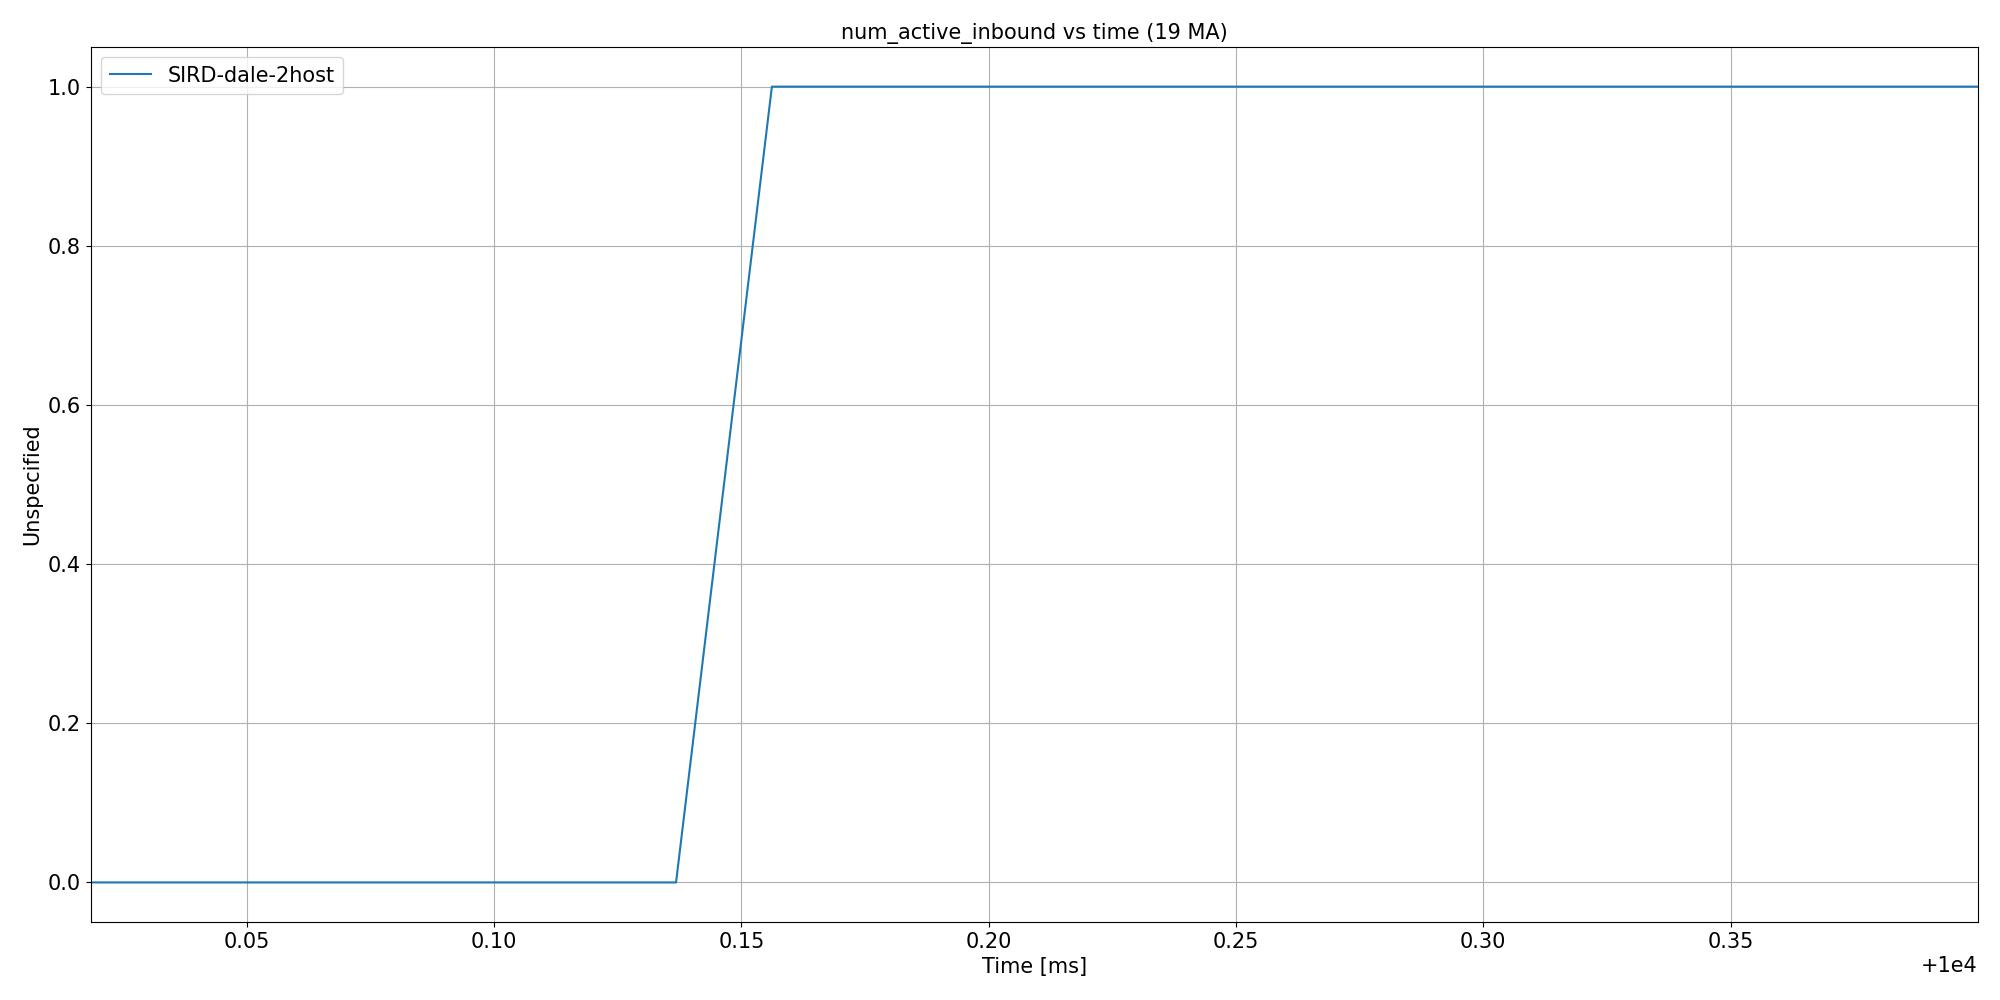 num_active_inbound vs time (19 MA)
SIRD-dale-2host
1.0
0.8
0.6
0.4
0.2
0.0
Unspecified
0.05 0.10 0.15 0.20 0.25 0.30 0.35
Time [ms]
+1e4